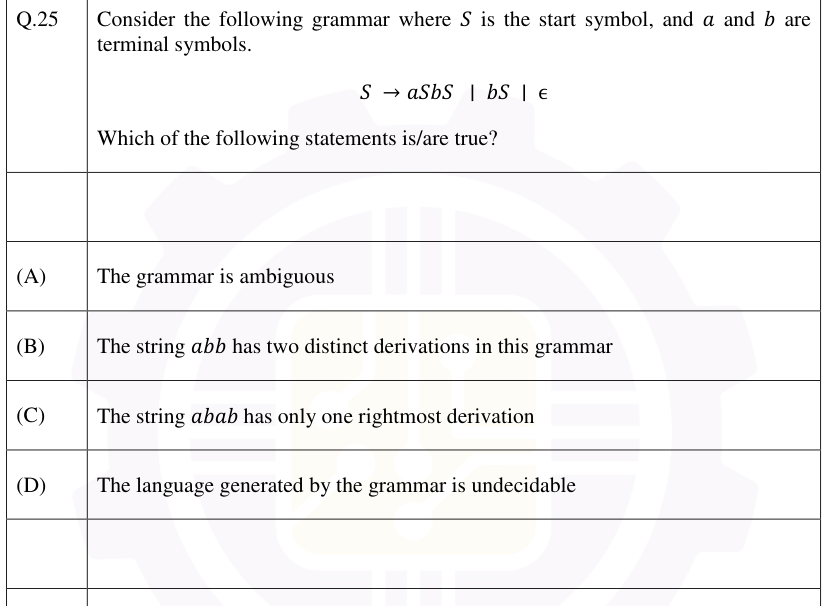 Q.25 Consider the following grammar where S is the start symbol, and a and b are
terminal symbols.
S → aSbS | bS | ϵ
Which of the following statements is/are true?
(A) The grammar is ambiguous
(B) The string abb has two distinct derivations in this grammar
(C) The string abab has only one rightmost derivation
(D) The language generated by the grammar is undecidable